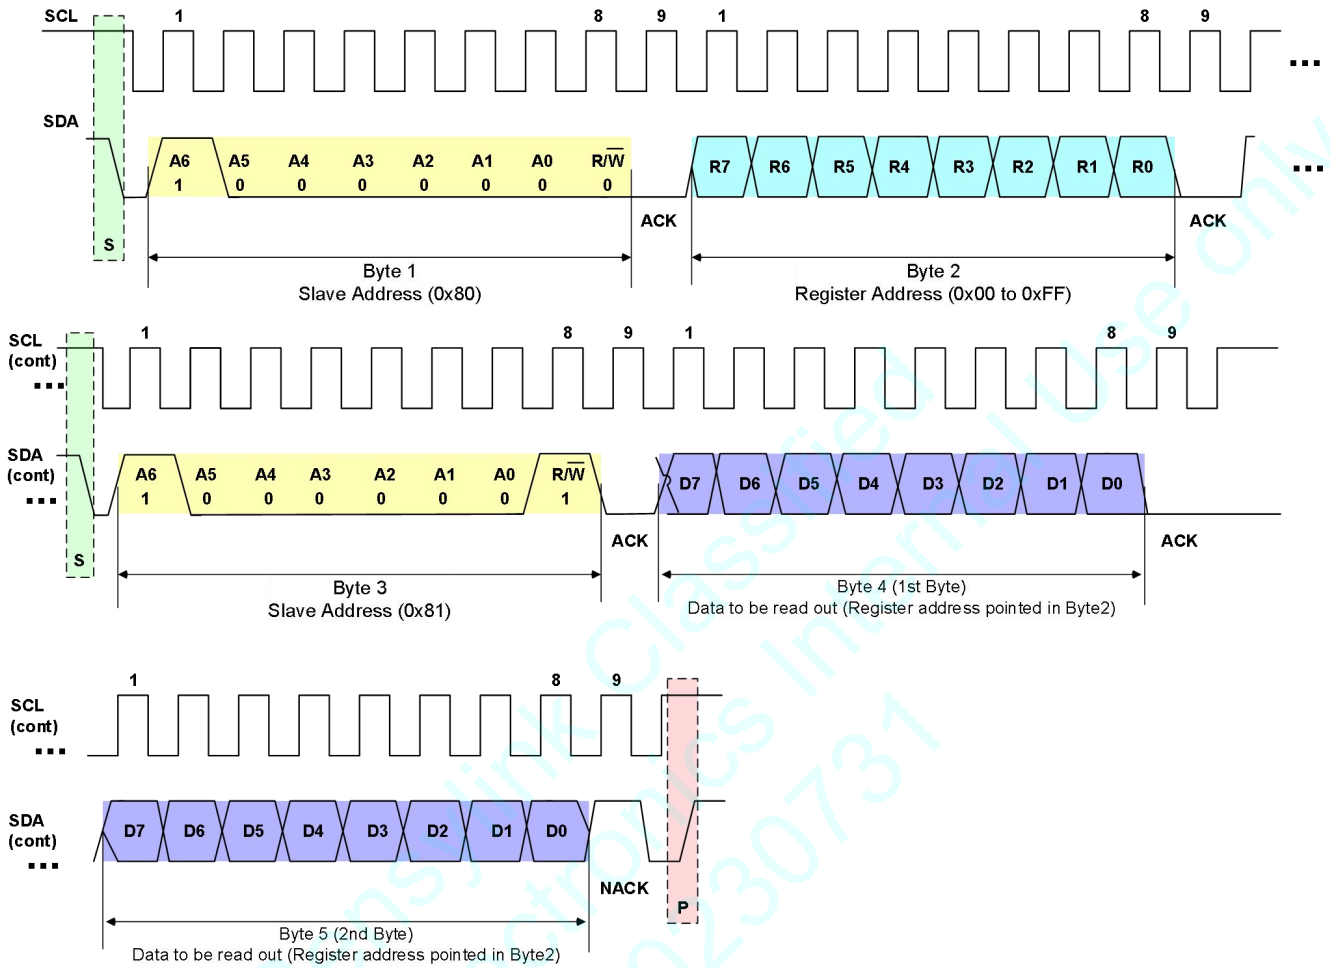 SCL 1 8 9 1 8 9
...
SDA
A6 A5 A4 A3 A2 A1 A0 R/W R7 R6 R5 R4 R3 R2 R1 R0 ...
1 0 0 0 0 0 0 0
S ACK ACK
Byte 1 Byte 2
Slave Address (0x80) Register Address (0x00 to 0xFF)
SCL 1 8 9 1 8 9
(cont)
...
SDA
(cont) A6 A5 A4 A3 A2 A1 A0 R/W D7 D6 D5 D4 D3 D2 D1 D0
... 1 0 0 0 0 0 0 1
S ACK ACK
Byte 3 Byte 4 (1st Byte)
Slave Address (0x81) Data to be read out (Register address pointed in Byte2)
1 8 9
SCL
(cont)
...
SDA D7 D6 D5 D4 D3 D2 D1 D0
(cont)
...
NACK P
Byte 5 (2nd Byte)
Data to be read out (Register address pointed in Byte2)
Classified
Internal Use only
20230731